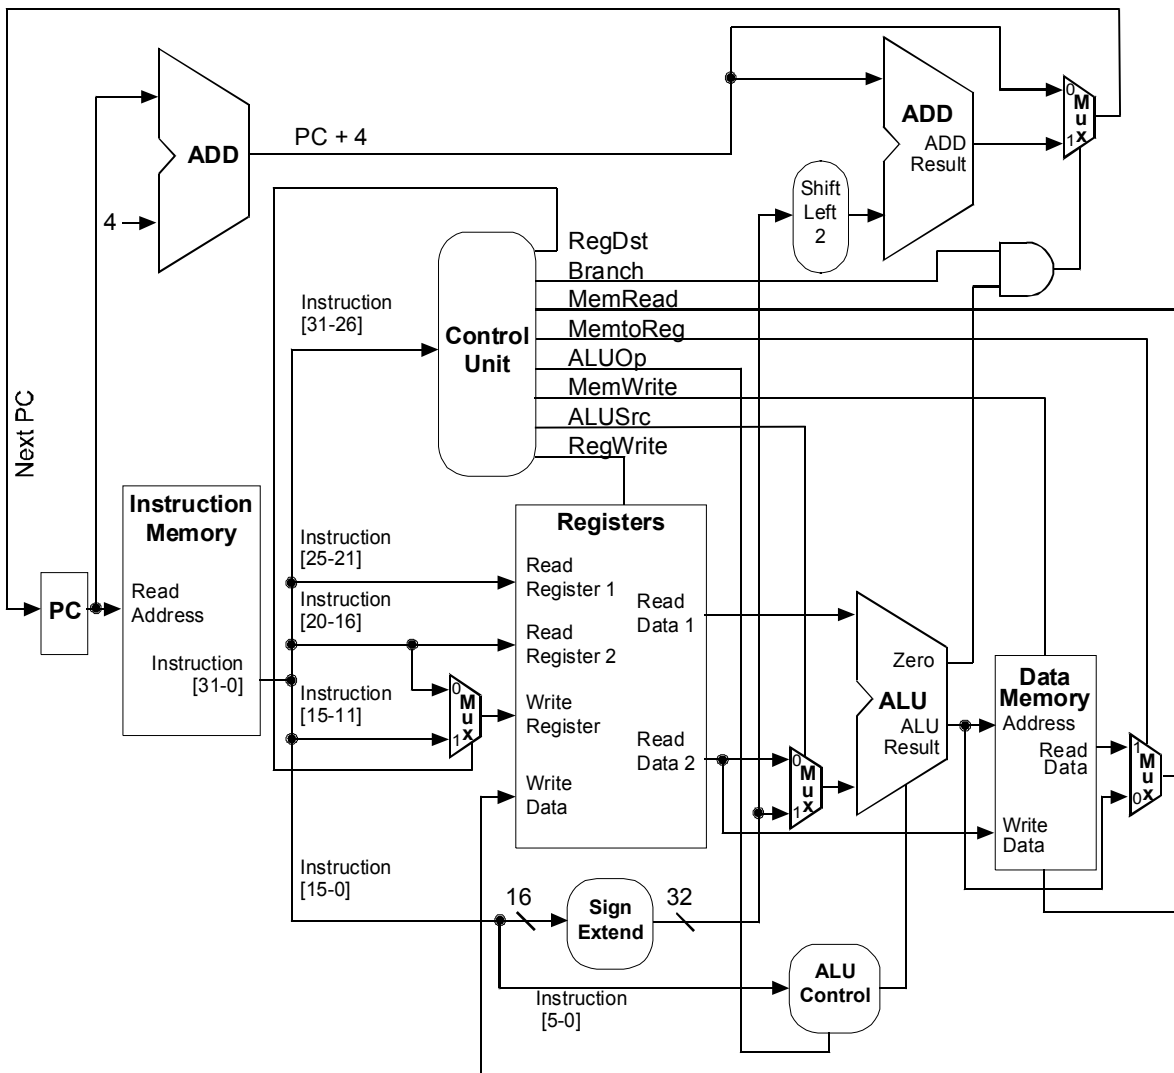 ADD
PC + 4
4
ADD
ADD
Result
0
M
u
x
1
Shift
Left
2
RegDst
Branch
MemRead
MemtoReg
ALUOp
MemWrite
ALUSrc
RegWrite
Control
Unit
Instruction
[31-26]
Next PC
Instruction
Memory
Read
Address
Instruction
[31-0]
PC
Instruction
[25-21]
Instruction
[20-16]
Instruction
[15-11]
0
M
u
x
1
Registers
Read
Register 1
Read
Register 2
Write
Register
Write
Data
Read
Data 1
Read
Data 2
0
M
u
x
1
Zero
ALU
ALU
Result
Data
Memory
Address
Read
Data
Write
Data
1
M
u
x
0
Instruction
[15-0]
16
Sign
Extend
32
ALU
Control
Instruction
[5-0]